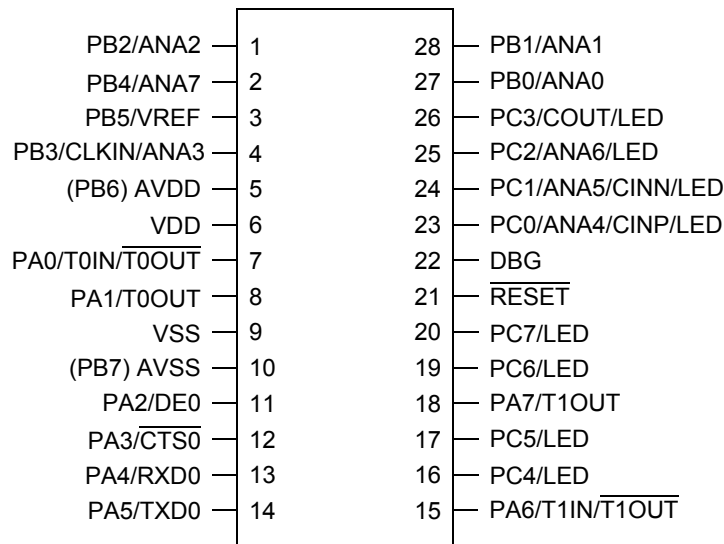 PB2/ANA2 1 28 PB1/ANA1
PB4/ANA7 2 27 PB0/ANA0
PB5/VREF 3 26 PC3/COUT/LED
PB3/CLKIN/ANA3 4 25 PC2/ANA6/LED
(PB6) AVDD 5 24 PC1/ANA5/CINN/LED
VDD 6 23 PC0/ANA4/CINP/LED
PA0/T0IN/T̅0̅O̅U̅T̅ 7 22 DBG
PA1/T0OUT 8 21 R̅E̅S̅E̅T̅
VSS 9 20 PC7/LED
(PB7) AVSS 10 19 PC6/LED
PA2/DE0 11 18 PA7/T1OUT
PA3/C̅T̅S̅0̅ 12 17 PC5/LED
PA4/RXD0 13 16 PC4/LED
PA5/TXD0 14 15 PA6/T1IN/T̅1̅O̅U̅T̅